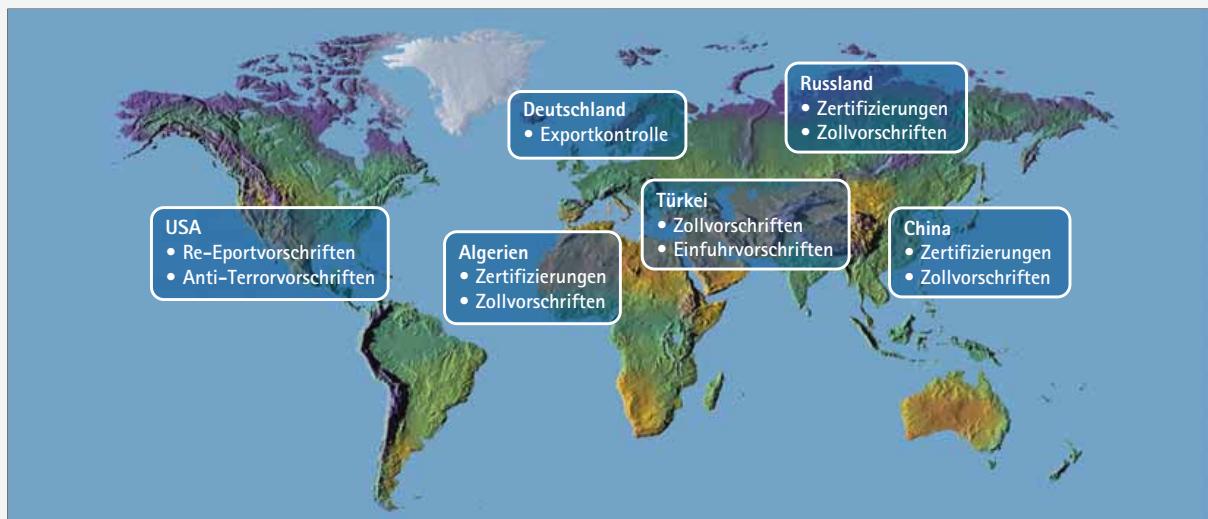 Russland
• Zertifizierungen
• Zollvorschriften
Deutschland
• Exportkontrolle
Türkei
• Zollvorschriften
• Einfuhrvorschriften
USA
• Re-Eportvorschriften
• Anti-Terrorvorschriften
China
• Zertifizierungen
• Zollvorschriften
Algerien
• Zertifizierungen
• Zollvorschriften